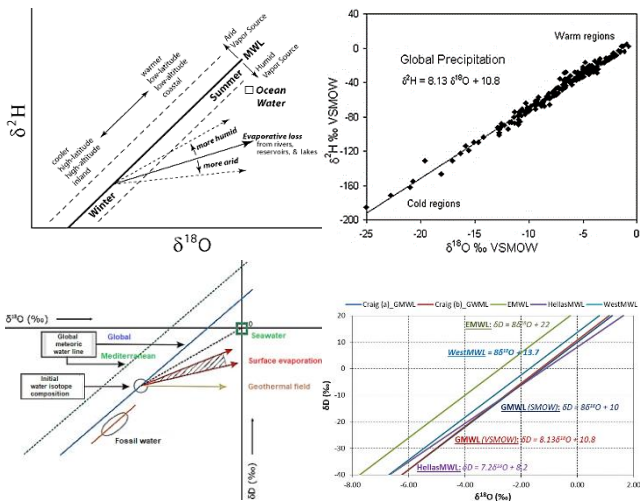 Arid
Vapor Source
MWL
Humid
Vapor Source
warmer
low-latitude
low-altitude
coastal
Summer
Ocean
Water
cooler
high-latitude
high-altitude
inland
more humid
Evaporative loss
from rivers,
reservoirs, & lakes
more arid
Winter
δ²H
δ¹⁸O
Warm regions
Global Precipitation
δ²H = 8.13 δ¹⁸O + 10.8
Cold regions
δ²H ‰ VSMOW
40
0
-40
-80
-120
-160
-200
-25
-20
-15
-10
-5
0
δ¹⁸O ‰ VSMOW
δ¹⁸O (‰)
0
Global
meteoric
water line
Global
Mediterranean
Seawater
Surface evaporation
Initial
water isotope
composition
Geothermal field
Fossil water
δD (‰)
Craig (a)_GMWL
Craig (b)_GWML
EMWL
HellasMWL
WestMWL
EMWL: δD = 8δ¹⁸O + 22
WestMWL = 8δ¹⁸O + 13.7
GMWL (SMOW): δD = 8δ¹⁸O + 10
GMWL (VSMOW): δD = 8.13δ¹⁸O + 10.8
HellasMWL: δD = 7.2δ¹⁸O + 8.2
δD (‰)
20
10
0
-10
-20
-30
-40
-8.00
-6.00
-4.00
-2.00
0.00
2.00
δ¹⁸O (‰)